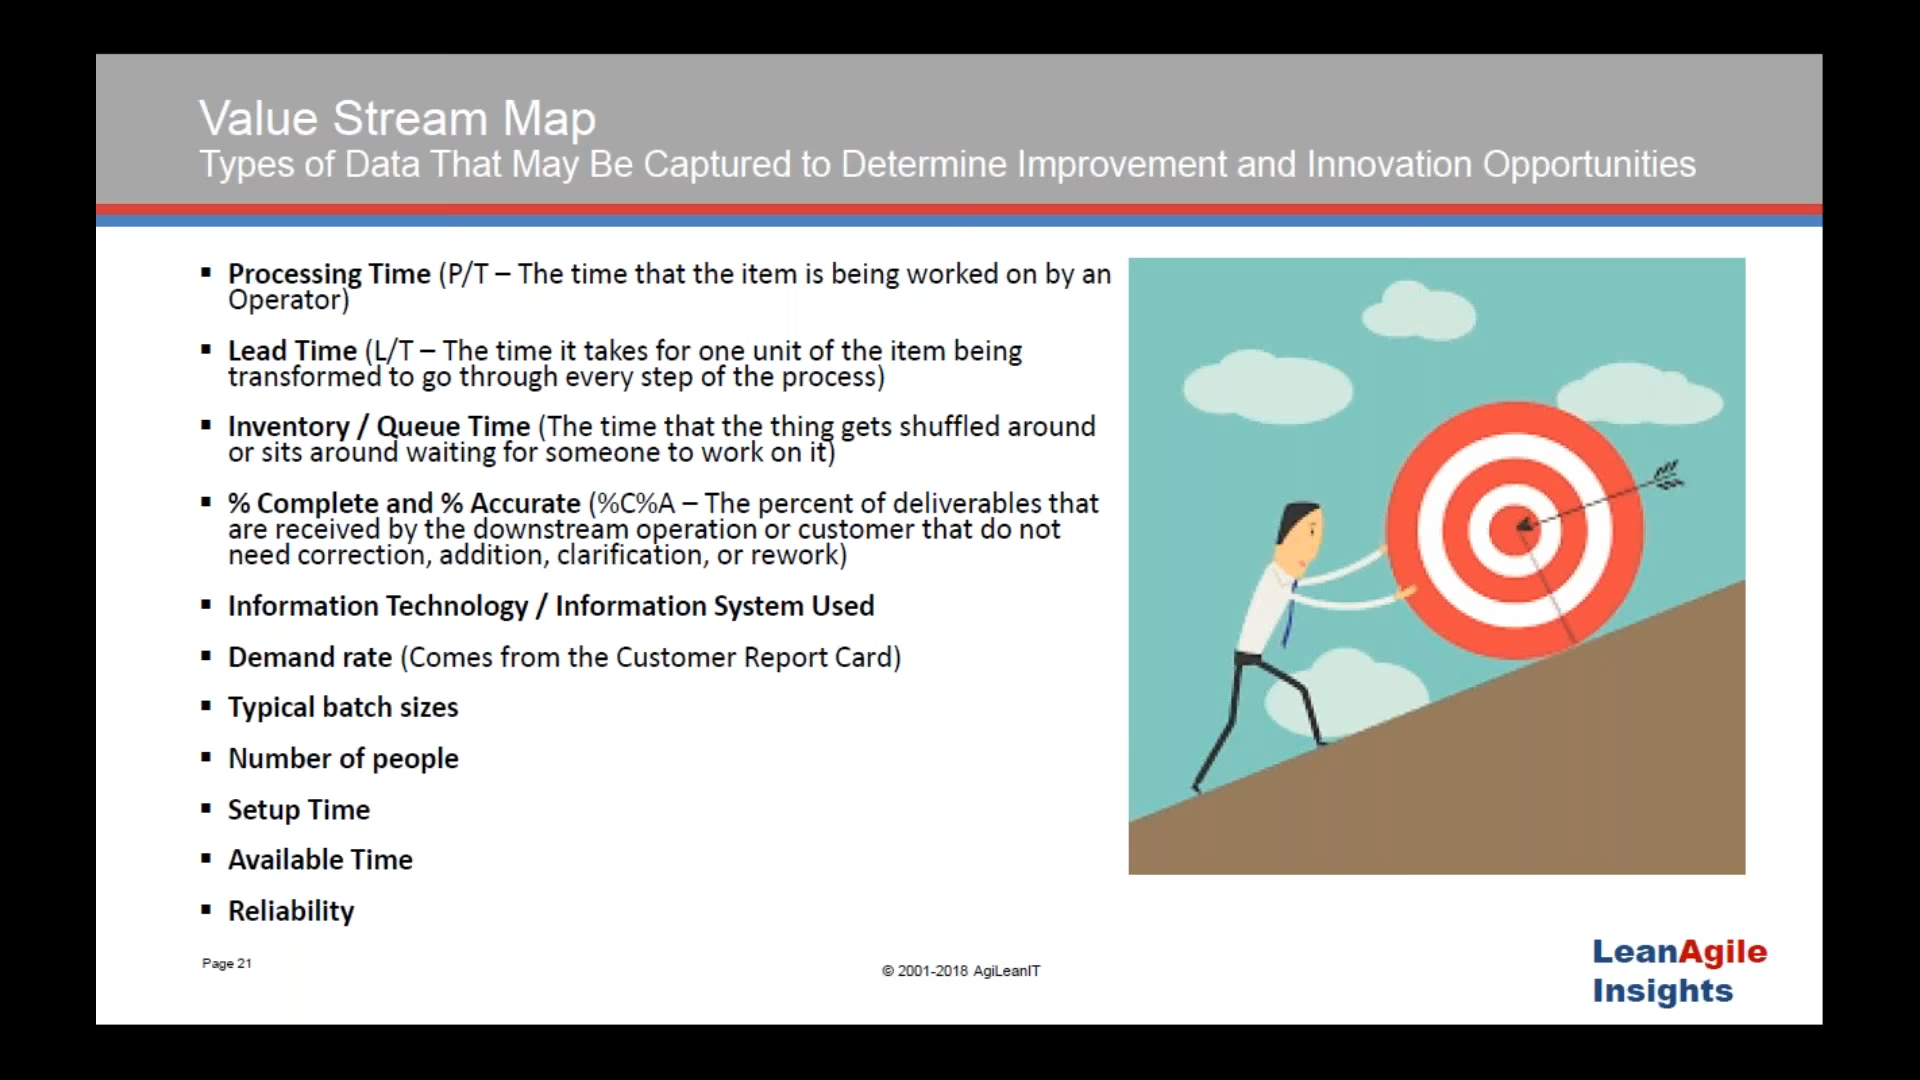 Value Stream Map
Types of Data That May Be Captured to Determine Improvement and Innovation Opportunities
▪ Processing Time (P/T – The time that the item is being worked on by an
Operator)
▪ Lead Time (L/T – The time it takes for one unit of the item being
transformed to go through every step of the process)
▪ Inventory / Queue Time (The time that the thing gets shuffled around
or sits around waiting for someone to work on it)
▪ % Complete and % Accurate (%C%A – The percent of deliverables that
are received by the downstream operation or customer that do not
need correction, addition, clarification, or rework)
▪ Information Technology / Information System Used
▪ Demand rate (Comes from the Customer Report Card)
▪ Typical batch sizes
▪ Number of people
▪ Setup Time
▪ Available Time
▪ Reliability
Page 21
© 2001-2018 AgiLeanIT
LeanAgile
Insights